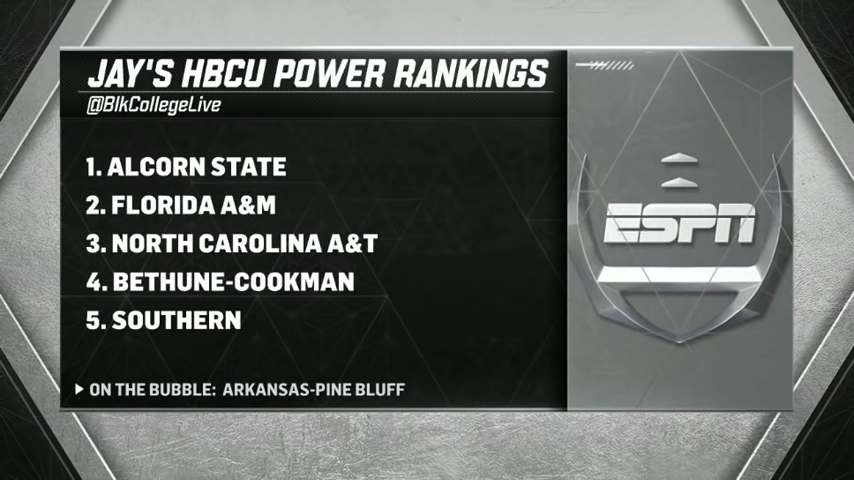 JAY'S HBCU POWER RANKINGS
@BlkCollegeLive
1. ALCORN STATE
2. FLORIDA A&M
3. NORTH CAROLINA A&T
4. BETHUNE-COOKMAN
5. SOUTHERN
ON THE BUBBLE: ARKANSAS-PINE BLUFF
ESPN